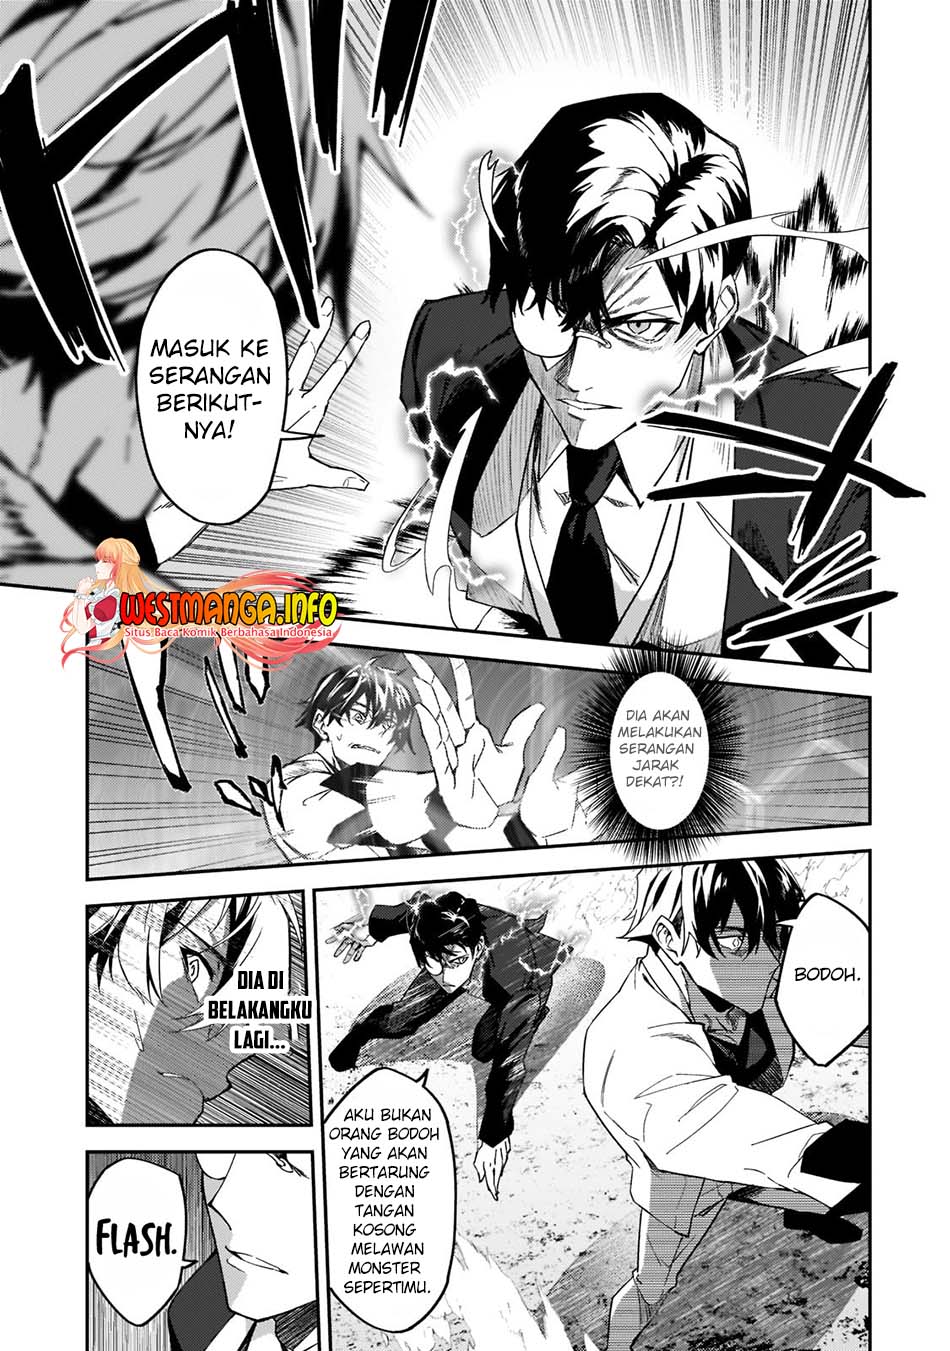 MASUK KE
SERANGAN
BERIKUT-
NYA!
WESTMANGA.INFO
Situs Baca Komik Berbahasa Indonesia
DIA AKAN
MELAKUKAN
SERANGAN
JARAK
DEKAT?!
BODOH.
DIA DI
BELAKANGKU
LAGI...
AKU BUKAN
ORANG BODOH
YANG AKAN
BERTARUNG
DENGAN
TANGAN
KOSONG
MELAWAN
MONSTER
SEPERTIMU.
FLASH.